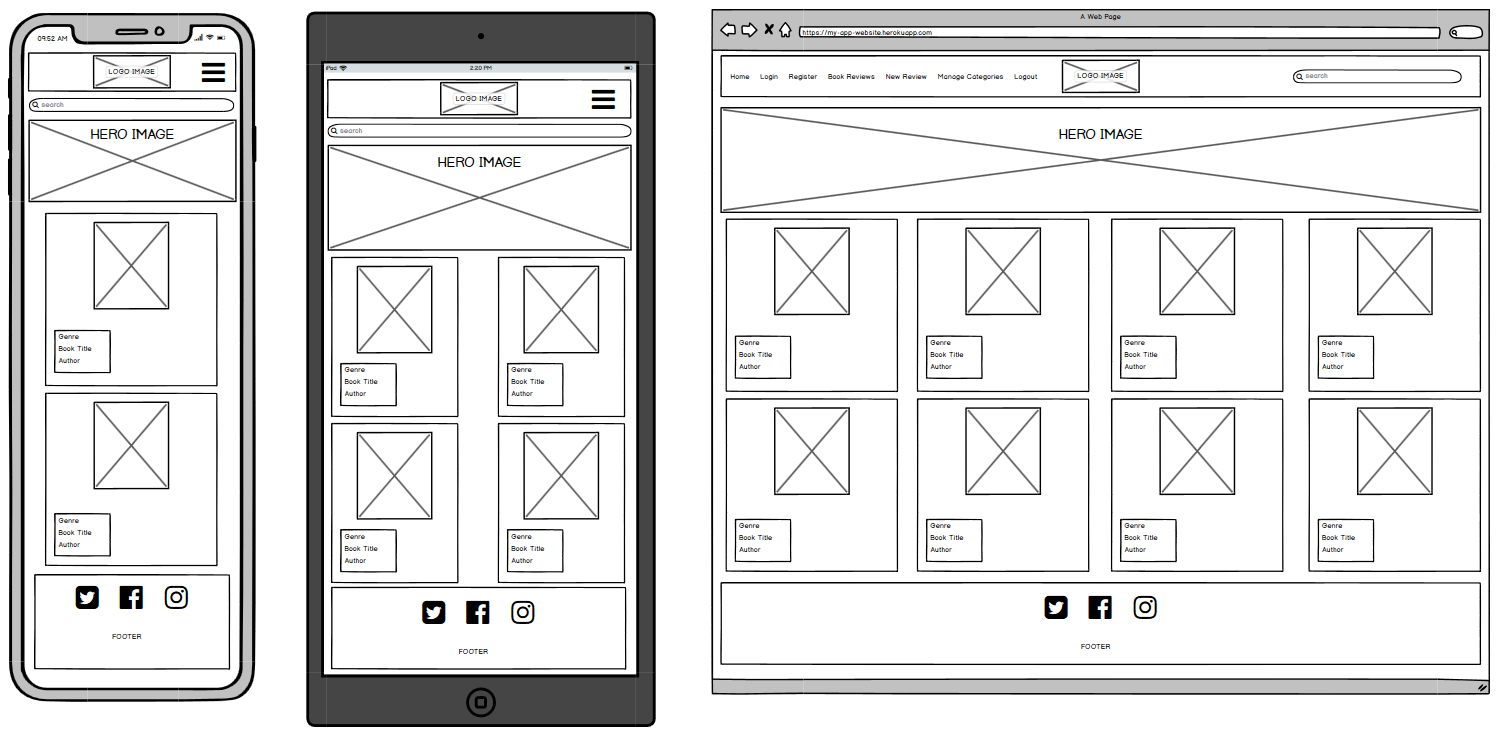 09:52 AM
LOGO IMAGE
search
HERO IMAGE
Genre
Book Title
Author
Genre
Book Title
Author
FOOTER
iPad
2:20 PM
LOGO IMAGE
search
HERO IMAGE
Genre
Book Title
Author
Genre
Book Title
Author
Genre
Book Title
Author
Genre
Book Title
Author
FOOTER
A Web Page
https://my-app-website.herokuapp.com
Home Login Register Book Reviews New Review Manage Categories Logout
LOGO IMAGE
search
HERO IMAGE
Genre
Book Title
Author
Genre
Book Title
Author
Genre
Book Title
Author
Genre
Book Title
Author
Genre
Book Title
Author
Genre
Book Title
Author
Genre
Book Title
Author
Genre
Book Title
Author
FOOTER